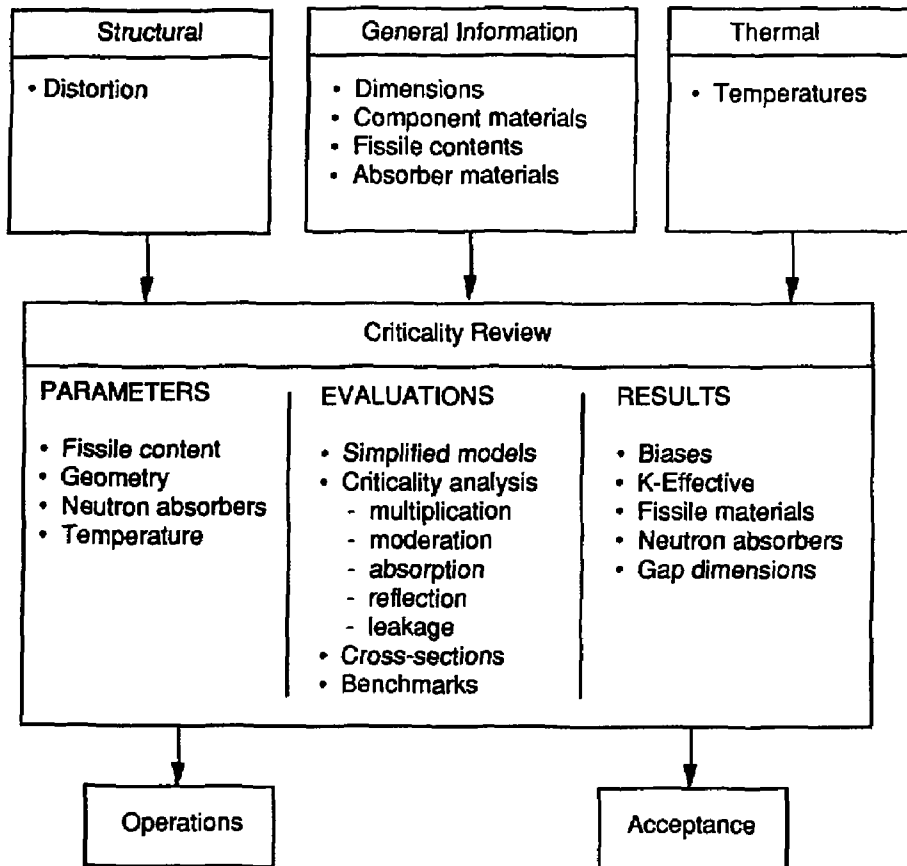 Structural
• Distortion
General Information
• Dimensions
• Component materials
• Fissile contents
• Absorber materials
Thermal
• Temperatures
Criticality Review
PARAMETERS
• Fissile content
• Geometry
• Neutron absorbers
• Temperature
EVALUATIONS
• Simplified models
• Criticality analysis
- multiplication
- moderation
- absorption
- reflection
- leakage
• Cross-sections
• Benchmarks
RESULTS
• Biases
• K-Effective
• Fissile materials
• Neutron absorbers
• Gap dimensions
Operations
Acceptance